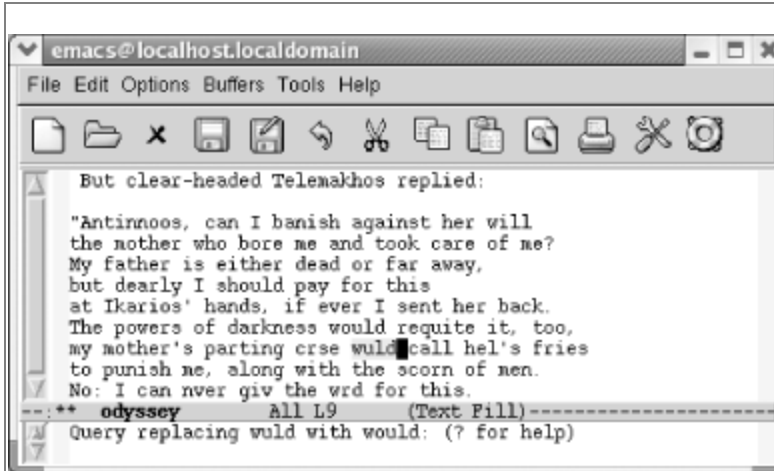 emacs@localhost.localdomain
File Edit Options Buffers Tools Help
But clear-headed Telemakhos replied:
"Antinnoos, can I banish against her will
the mother who bore me and took care of me?
My father is either dead or far away,
but dearly I should pay for this
at Ikarios' hands, if ever I sent her back.
The powers of darkness would requite it, too,
my mother's parting crse wuld call hel's fries
to punish me, along with the scorn of men.
No: I can nver giv the wrd for this.
--:** odyssey All L9 (Text Fill)-----------------------
Query replacing wuld with would: (? for help)